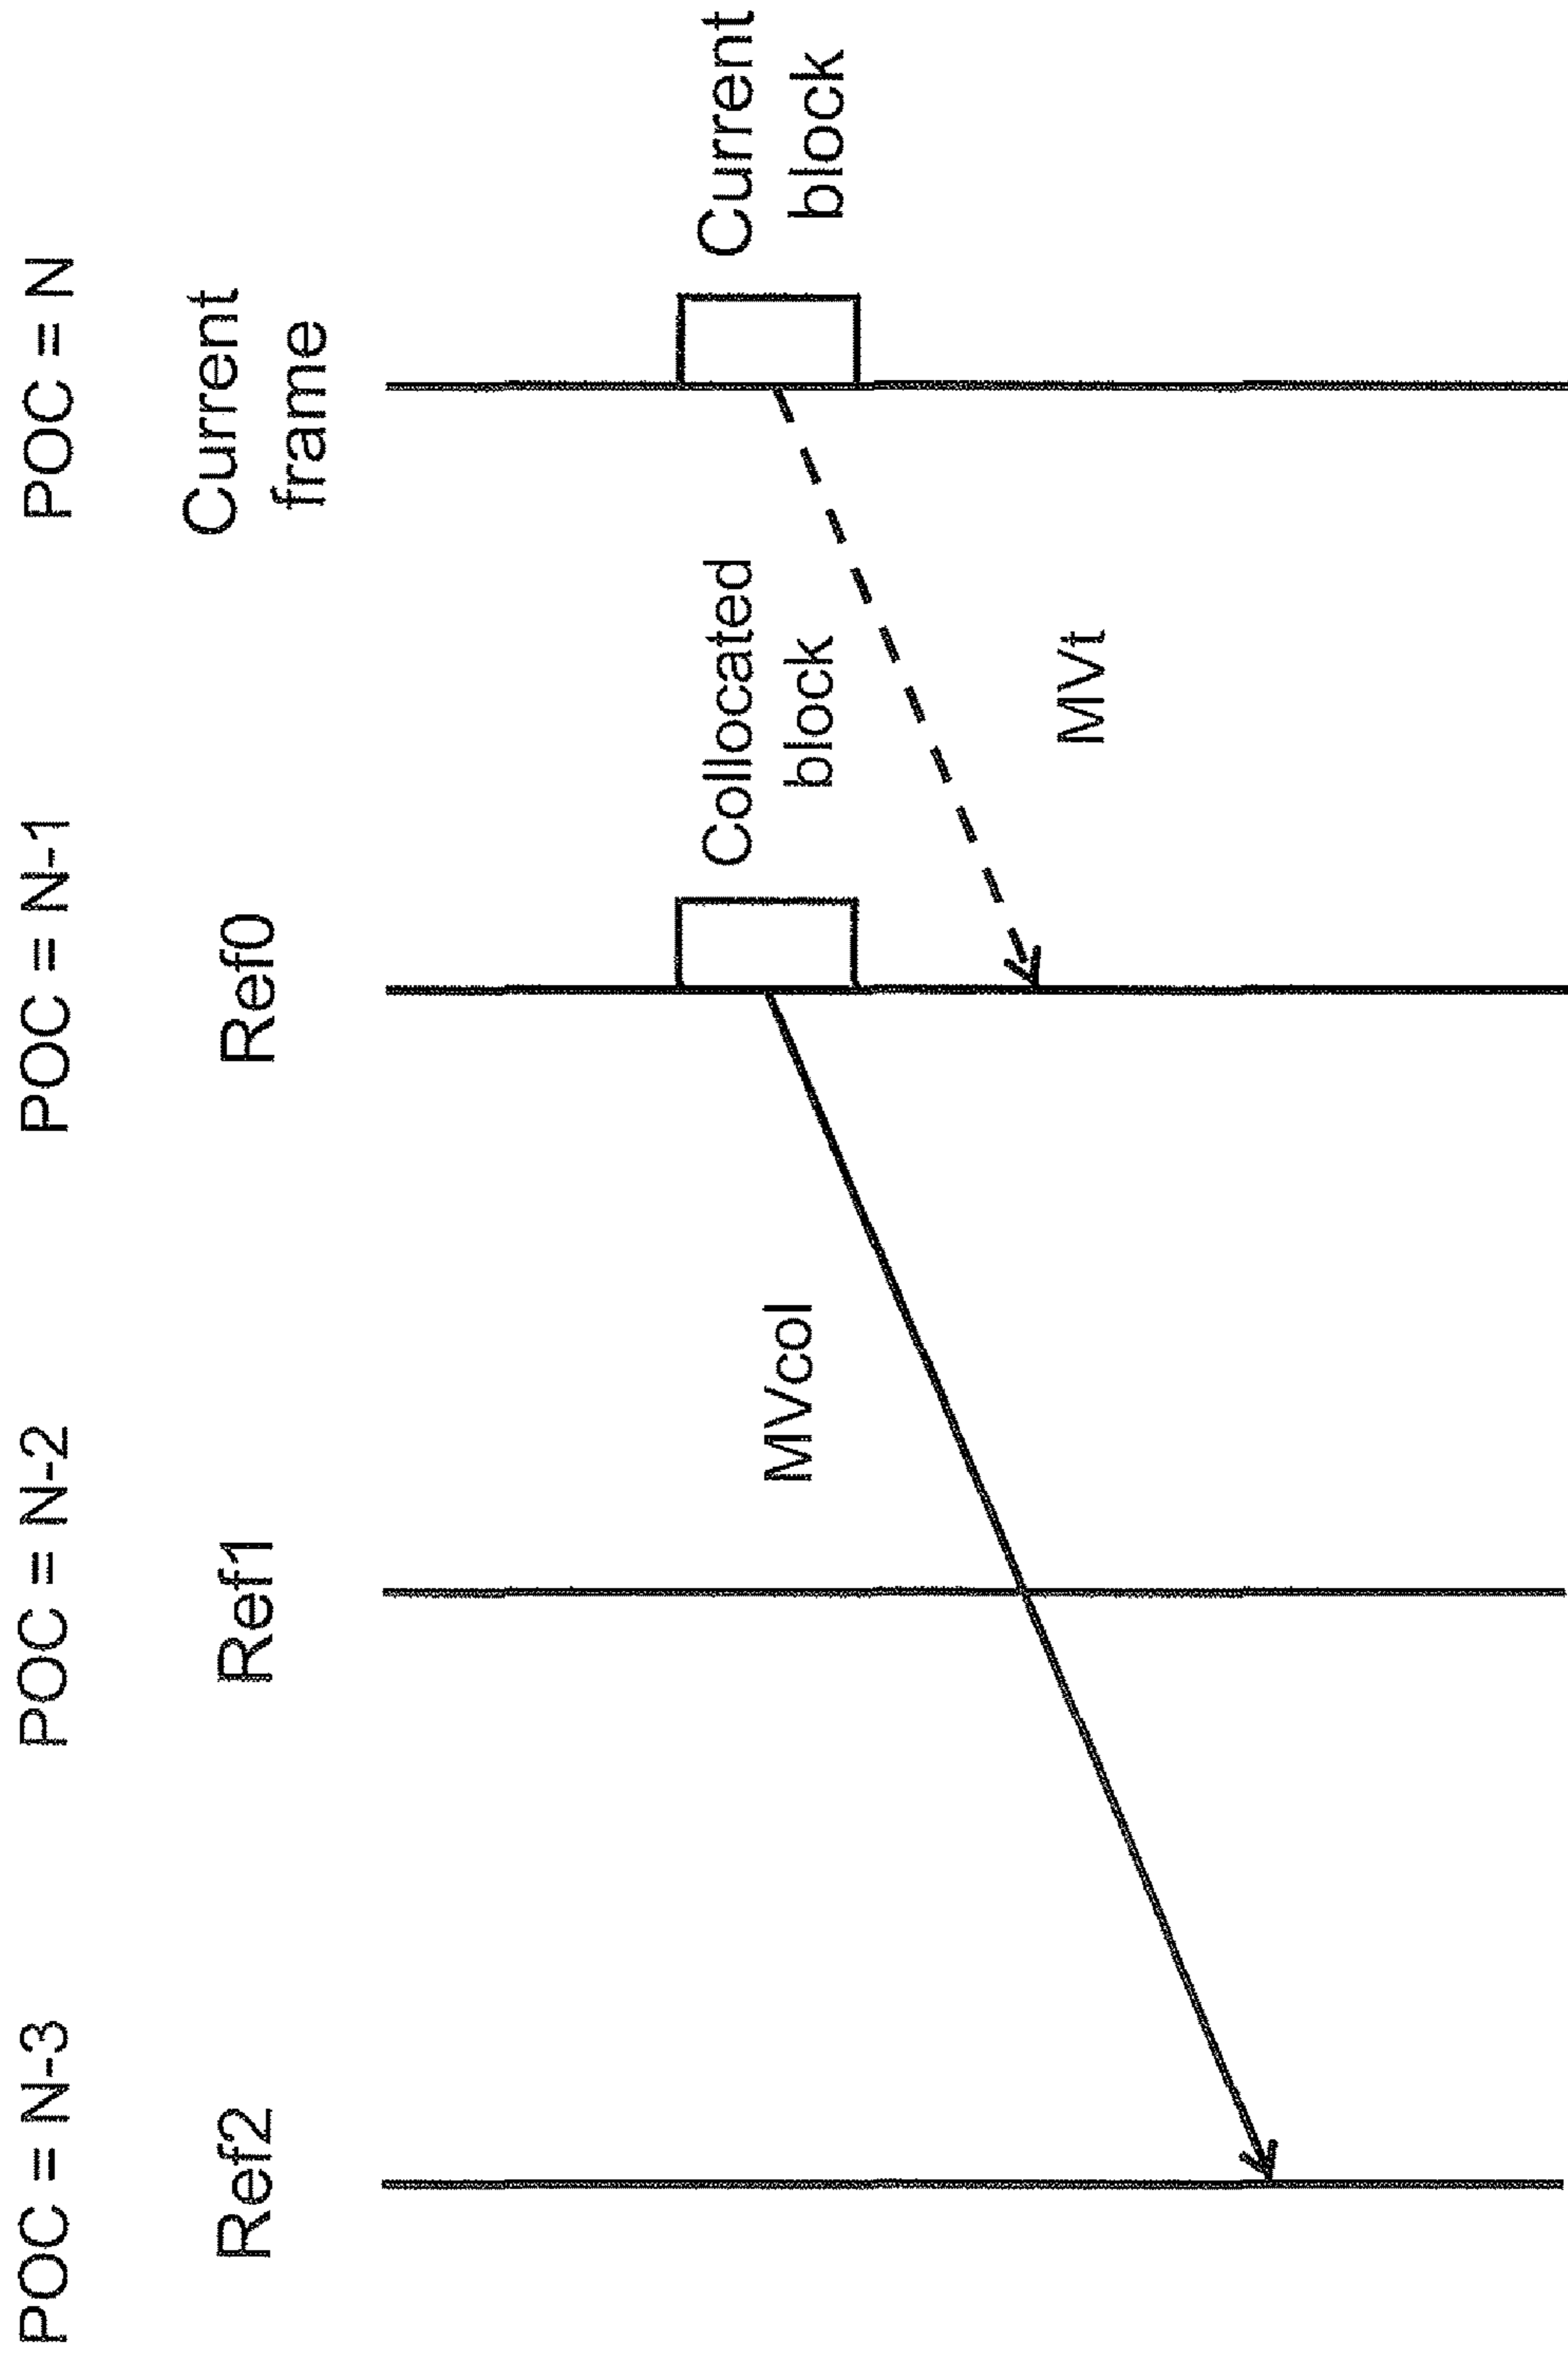 POC = N-3
POC = N-2
POC = N-1
POC = N
Ref2
Ref1
Ref0
Current
frame
Collocated
block
Current
block
MVcol
MVt